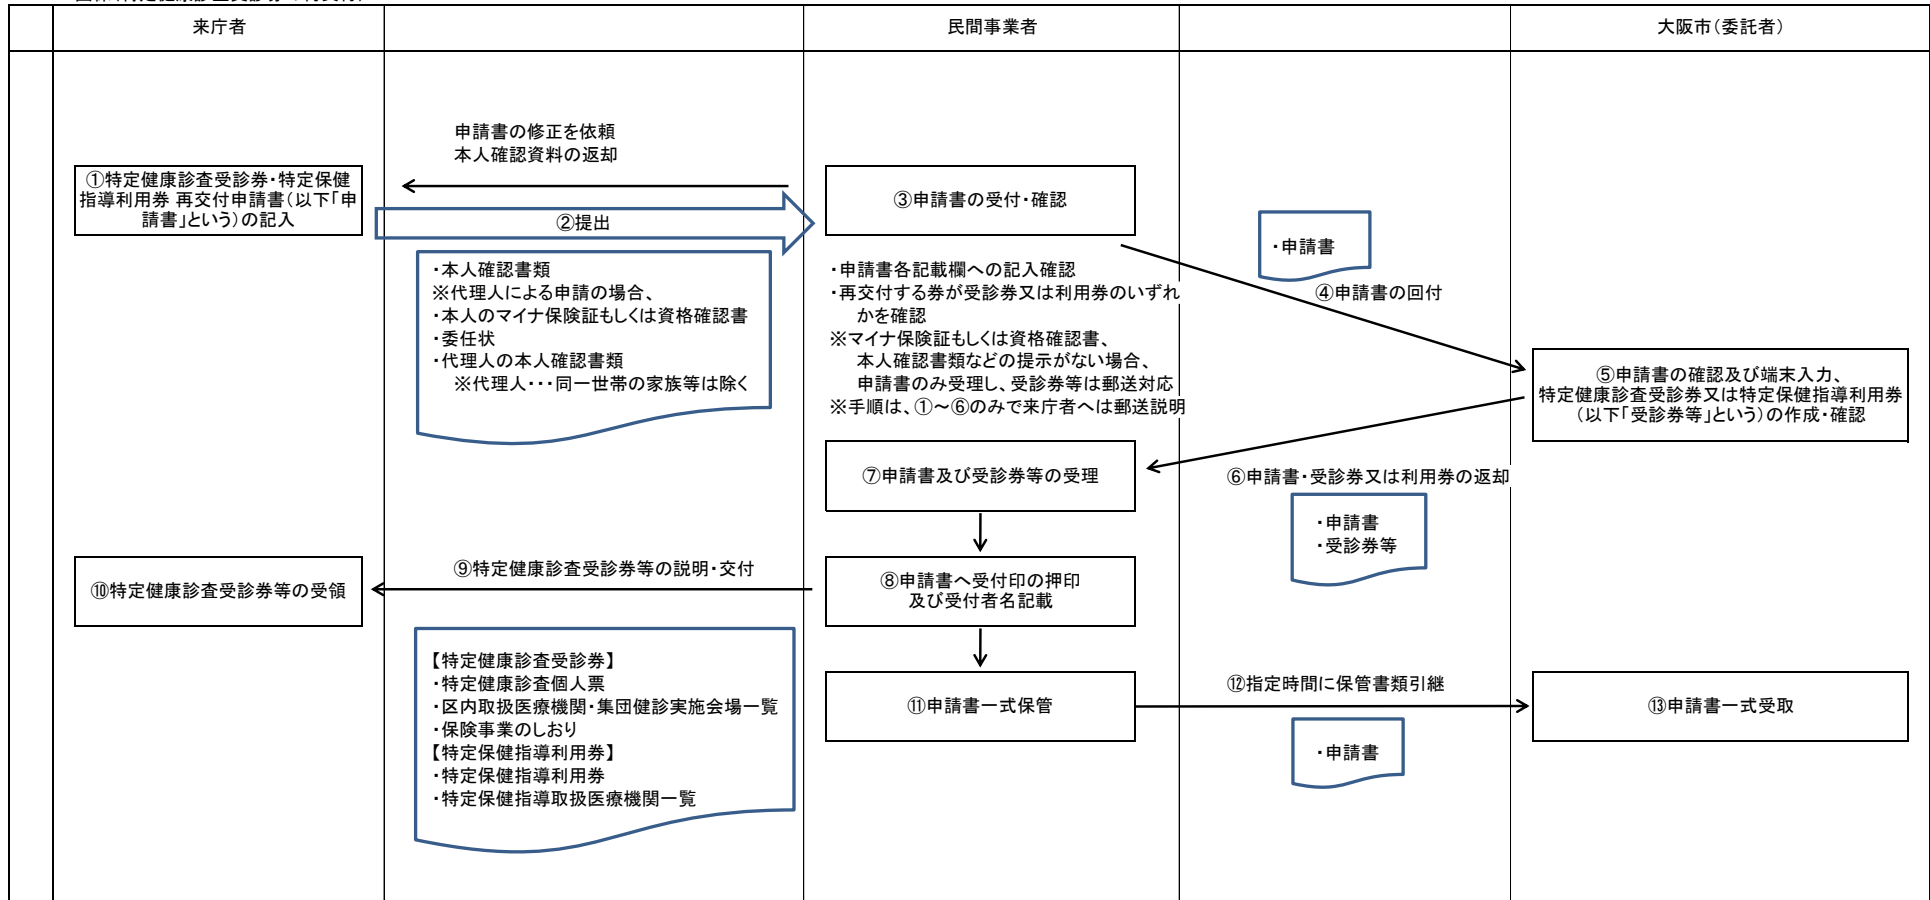 来庁者
民間事業者
大阪市(委託者)
申請書の修正を依頼
本人確認資料の返却
①特定健康診査受診券・特定保健
指導利用券 再交付申請書(以下「申
請書」という)の記入
②提出
③申請書の受付・確認
・本人確認書類
※代理人による申請の場合、
・本人のマイナ保険証もしくは資格確認書
・委任状
・代理人の本人確認書類
※代理人・・・同一世帯の家族等は除く
・申請書各記載欄への記入確認
・再交付する券が受診券又は利用券のいずれ
かを確認
※マイナ保険証もしくは資格確認書、
本人確認書類などの提示がない場合、
申請書のみ受理し、受診券等は郵送対応
※手順は、①~⑥のみで来庁者へは郵送説明
・申請書
④申請書の回付
⑤申請書の確認及び端末入力、
特定健康診査受診券又は特定保健指導利用券
(以下「受診券等」という)の作成・確認
⑦申請書及び受診券等の受理
⑥申請書・受診券又は利用券の返却
・申請書
・受診券等
⑧申請書へ受付印の押印
及び受付者名記載
⑨特定健康診査受診券等の説明・交付
⑩特定健康診査受診券等の受領
【特定健康診査受診券】
・特定健康診査個人票
・区内取扱医療機関・集団健診実施会場一覧
・保険事業のしおり
【特定保健指導利用券】
・特定保健指導利用券
・特定保健指導取扱医療機関一覧
⑪申請書一式保管
⑫指定時間に保管書類引継
・申請書
⑬申請書一式受取